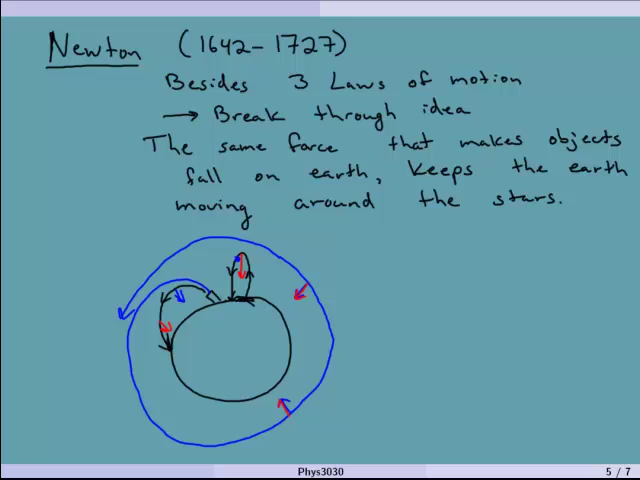 Newton (1642-1727)
Besides 3 Laws of motion
→ Break through idea
The same force that makes objects
fall on earth, keeps the earth
moving around the stars.
Phys3030
5 / 7